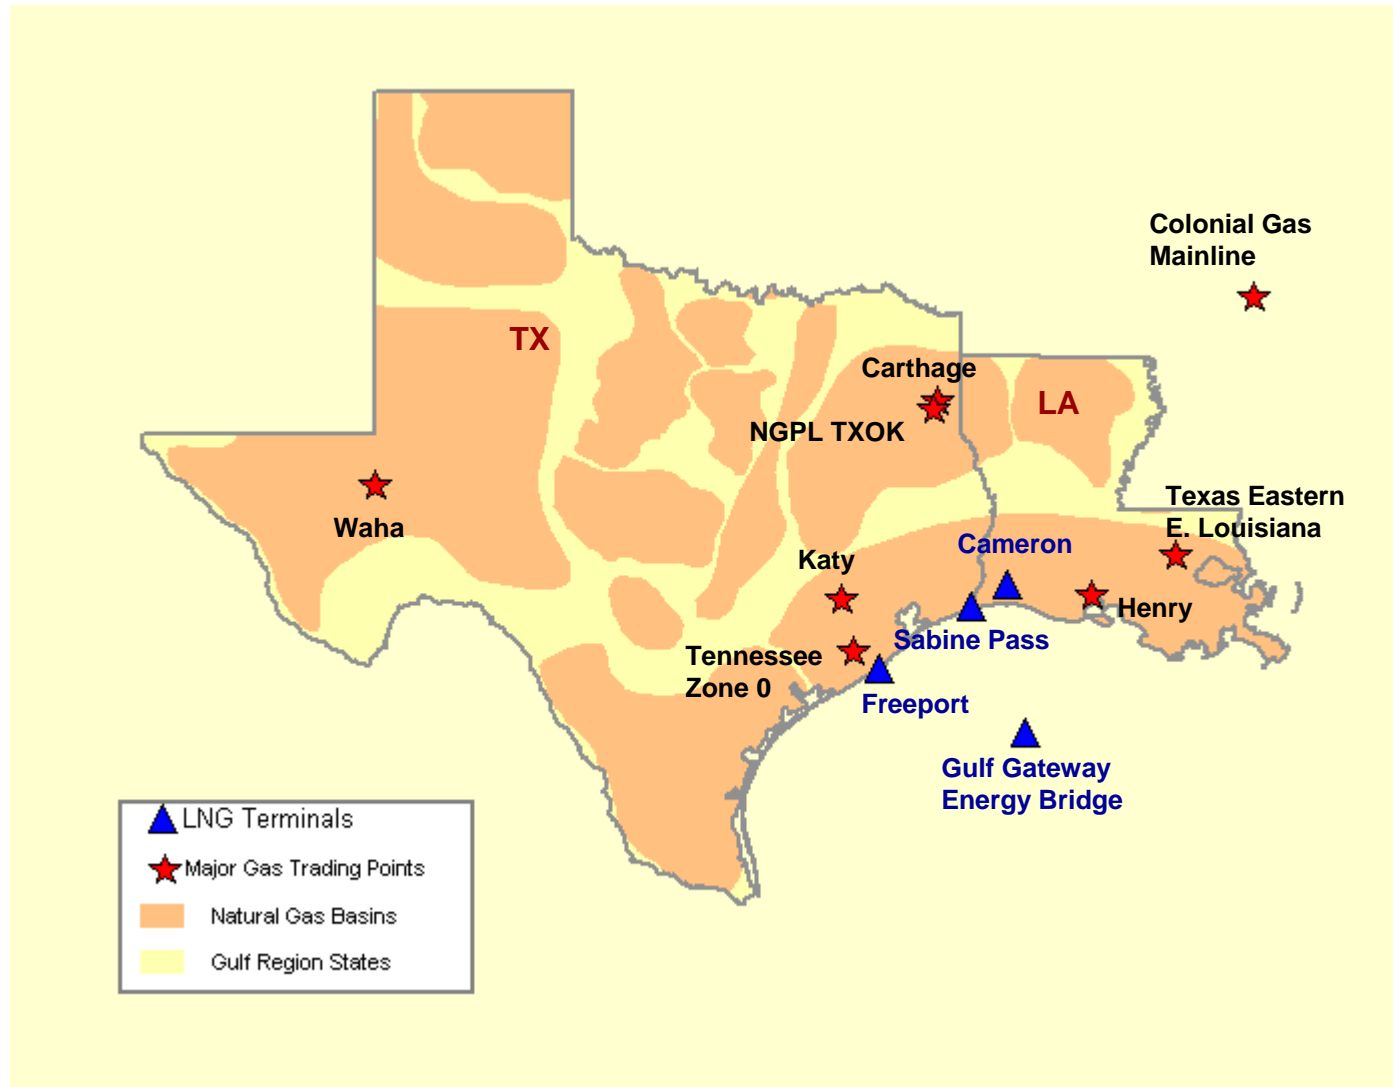 Colonial Gas
Mainline
TX
Carthage
LA
NGPL TXOK
Waha
Texas Eastern
E. Louisiana
Cameron
Katy
Henry
Sabine Pass
Tennessee
Zone 0
Freeport
Gulf Gateway
Energy Bridge
LNG Terminals
Major Gas Trading Points
Natural Gas Basins
Gulf Region States